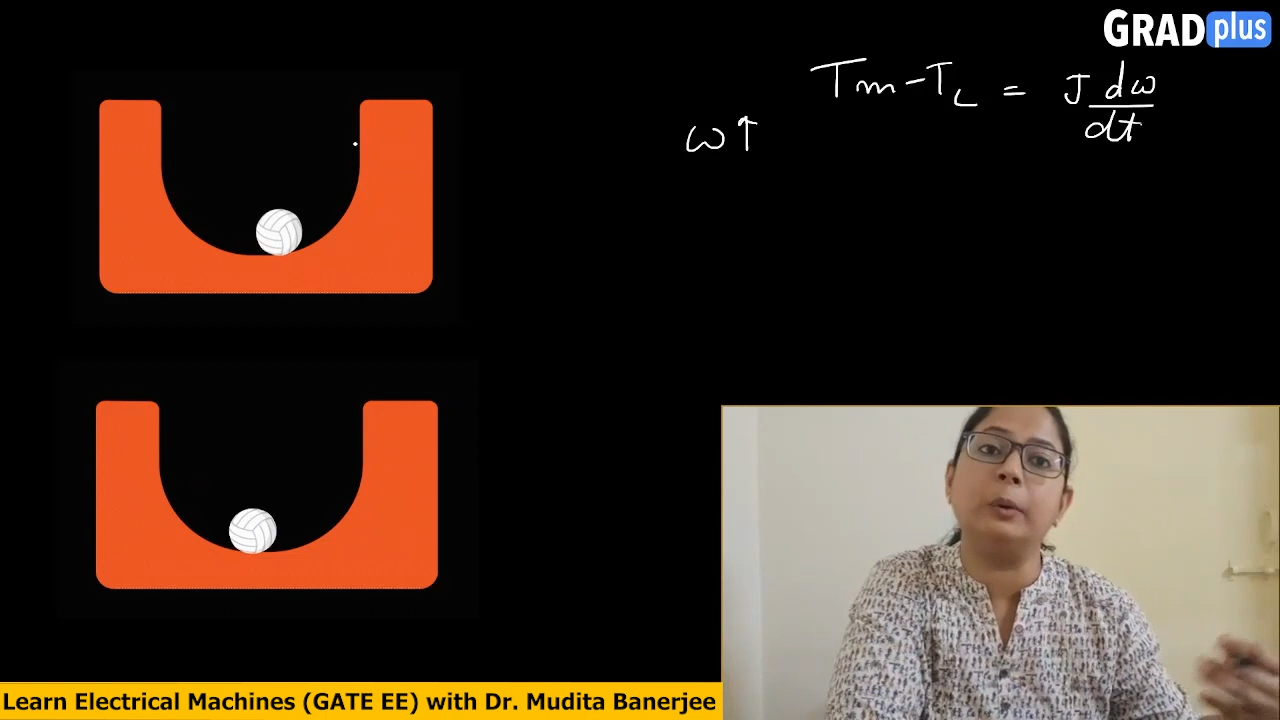 GRADplus
Tm-TL = J dω/dt
ω↑
Learn Electrical Machines (GATE EE) with Dr. Mudita Banerjee